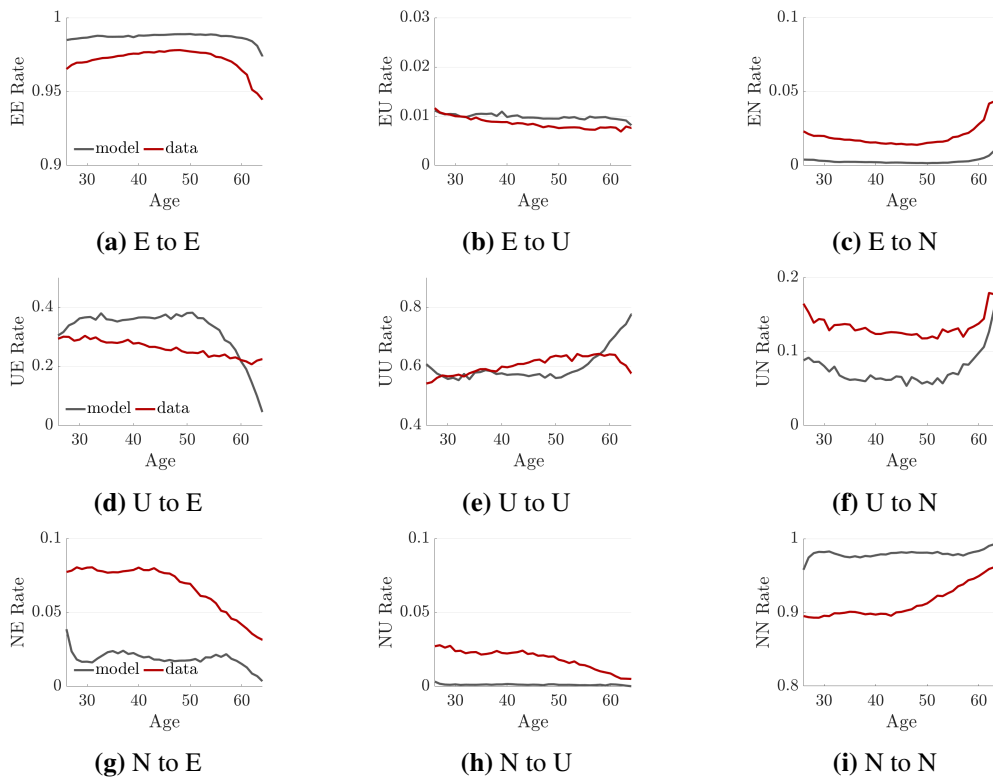 EE Rate
1
0.95
0.9
model data
30 40 50 60
Age
(a) E to E
EU Rate
0.03
0.02
0.01
0
30 40 50 60
Age
(b) E to U
EN Rate
0.1
0.05
0
30 40 50 60
Age
(c) E to N
UE Rate
0.4
0.2
0
model data
30 40 50 60
Age
(d) U to E
UU Rate
0.8
0.6
0.4
30 40 50 60
Age
(e) U to U
UN Rate
0.2
0.1
0
30 40 50 60
Age
(f) U to N
NE Rate
0.1
0.05
0
model data
30 40 50 60
Age
(g) N to E
NU Rate
0.1
0.05
0
30 40 50 60
Age
(h) N to U
NN Rate
1
0.9
0.8
30 40 50 60
Age
(i) N to N